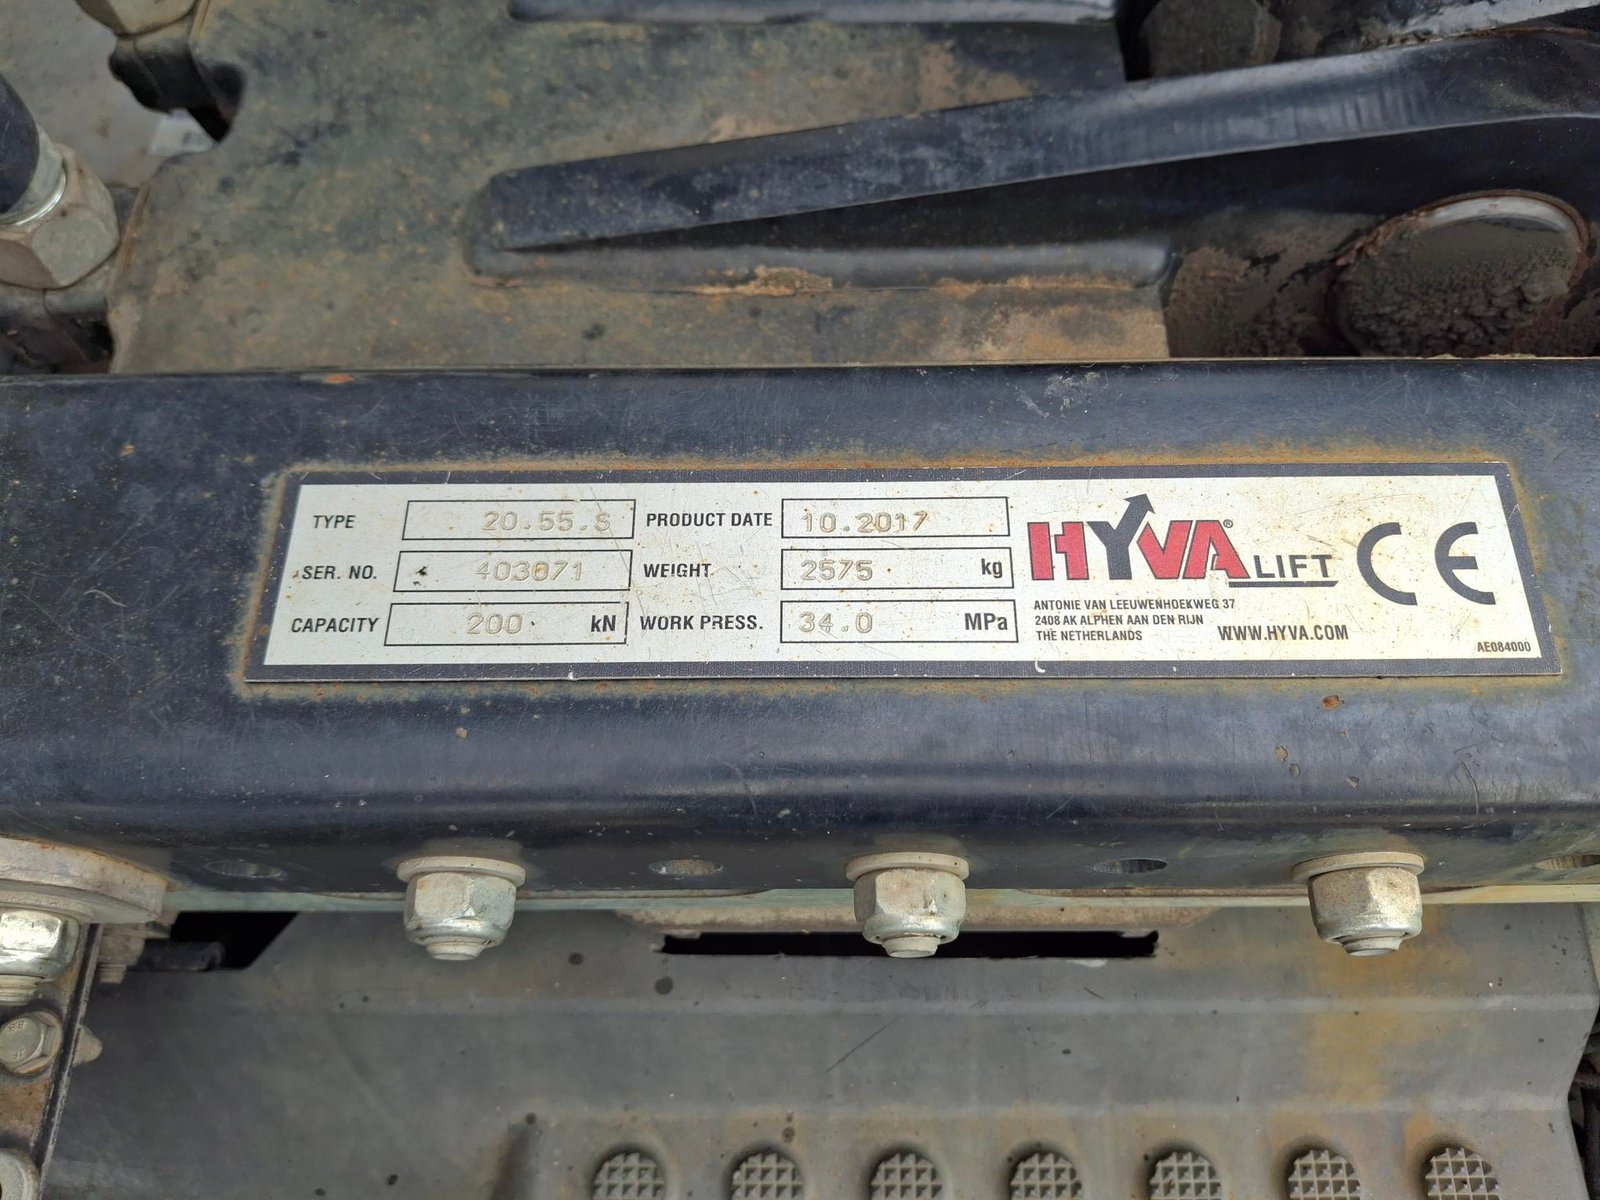 TYPE 20.55.S PRODUCT DATE 10.2017
SER. NO. 403071 WEIGHT 2575 kg
CAPACITY 200 kN WORK PRESS. 34.0 MPa
HYVA® LIFT CE
ANTONIE VAN LEEUWENHOEKWEG 37
2408 AK ALPHEN AAN DEN RIJN
THE NETHERLANDS WWW.HYVA.COM
AE084000